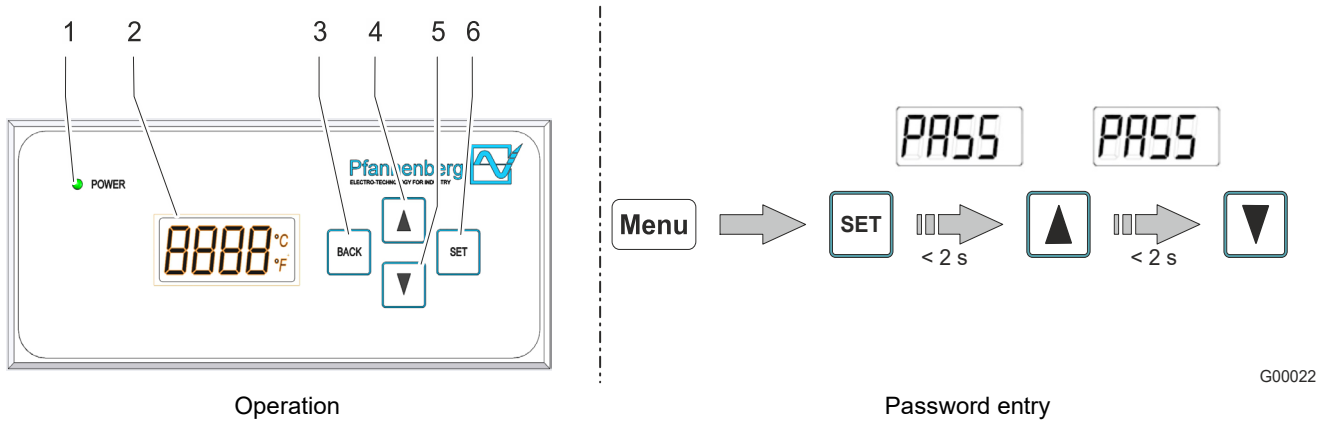 1 2 3 4 5 6
POWER
Pfannenberg
ELECTRO-TECHNOLOGY FOR INDUSTRY
8888 °C
°F
BACK
SET
Operation
PASS PASS
Menu SET
< 2 s < 2 s
G00022
Password entry